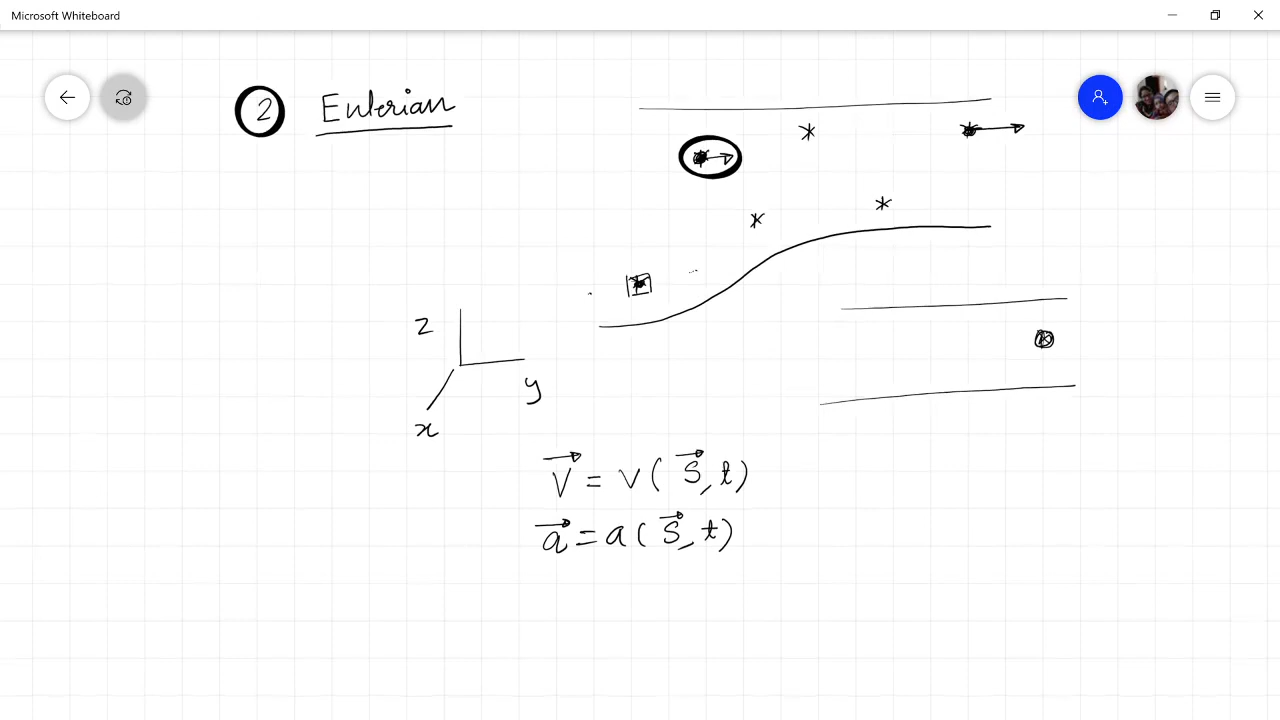 Microsoft Whiteboard
2 Eulerian
z
y
x
V⃗ = V( S⃗, t)
a⃗ = a( S⃗, t)